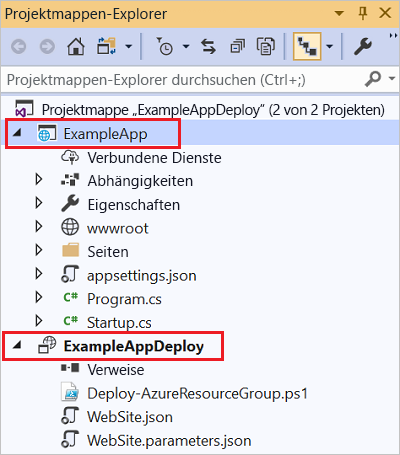 Projektmappen-Explorer
Projektmappen-Explorer durchsuchen (Ctrl+;)
Projektmappe „ExampleAppDeploy" (2 von 2 Projekten)
ExampleApp
Verbundene Dienste
Abhängigkeiten
Eigenschaften
wwwroot
Seiten
appsettings.json
C# Program.cs
C# Startup.cs
ExampleAppDeploy
Verweise
Deploy-AzureResourceGroup.ps1
WebSite.json
WebSite.parameters.json